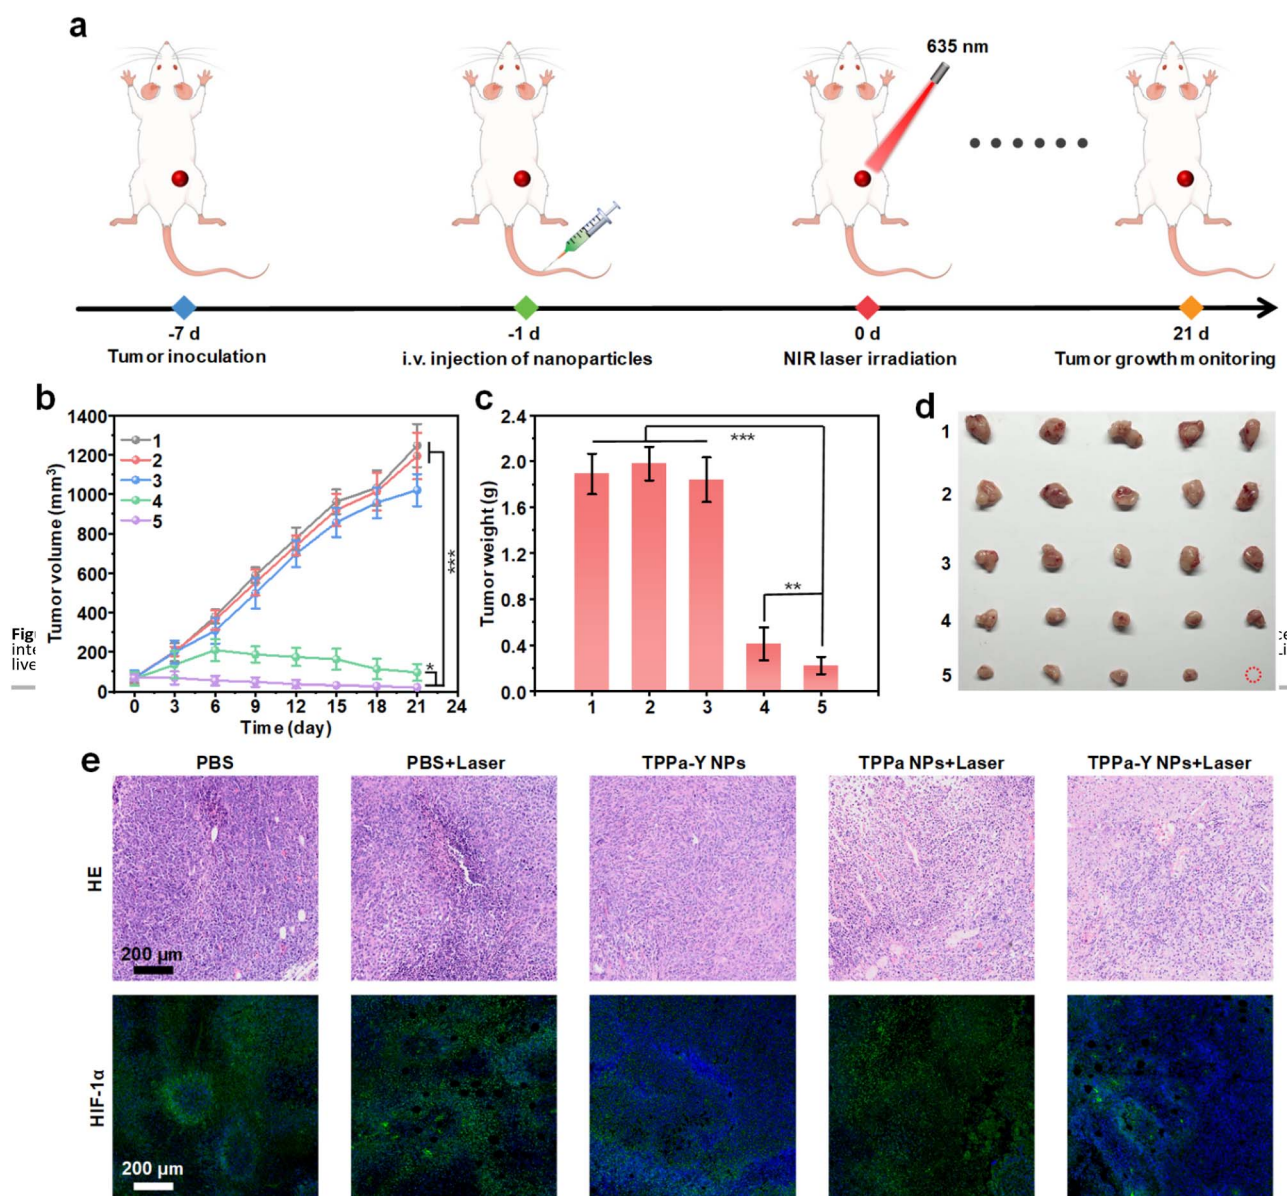 a
635 nm
-7 d
-1 d
0 d
21 d
Tumor inoculation
i.v. injection of nanoparticles
NIR laser irradiation
Tumor growth monitoring
b
Tumor volume (mm³)
1400
1200
1000
800
600
400
200
0
1
2
3
4
5
***
*
0 3 6 9 12 15 18 21 24
Time (day)
c
Tumor weight (g)
2.4
2.0
1.6
1.2
0.8
0.4
0.0
***
**
1 2 3 4 5
d
1
2
3
4
5
Fig
inte
live
e
PBS
PBS+Laser
TPPa-Y NPs
TPPa NPs+Laser
TPPa-Y NPs+Laser
HE
200 µm
HIF-1α
200 µm